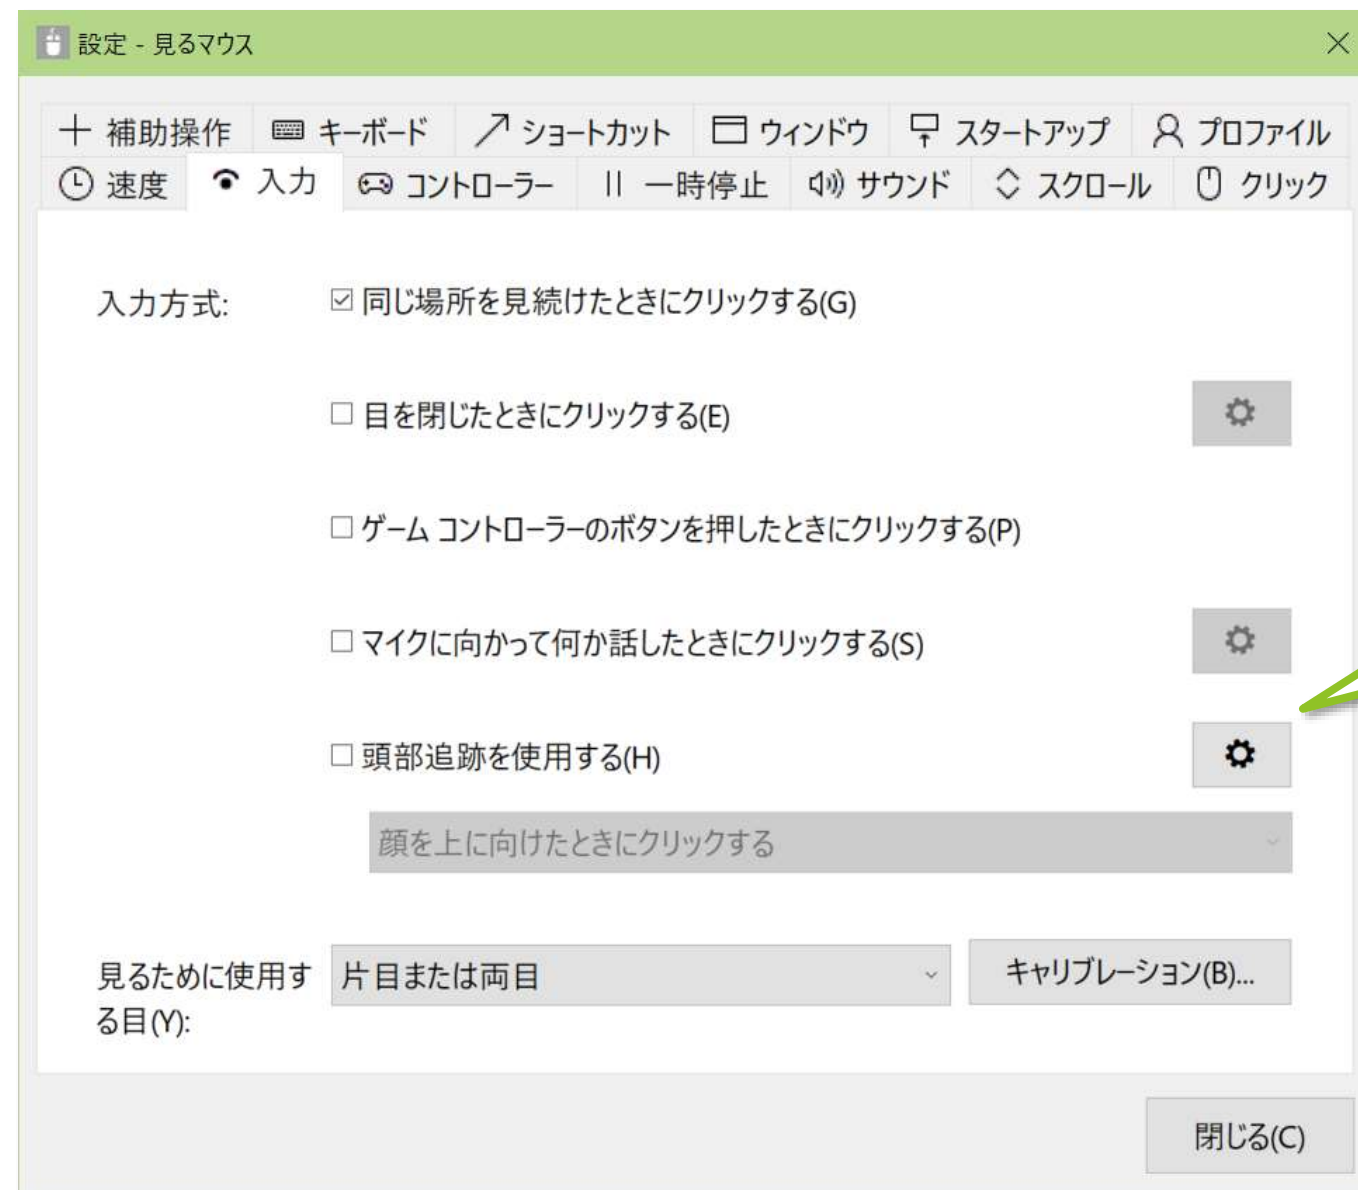 設定 - 見るマウス
補助操作 キーボード ショートカット ウィンドウ スタートアップ プロファイル
速度 入力 コントローラー 一時停止 サウンド スクロール クリック
入力方式: 同じ場所を見続けたときにクリックする(G)
目を閉じたときにクリックする(E)
ゲーム コントローラーのボタンを押したときにクリックする(P)
マイクに向かって何か話したときにクリックする(S)
頭部追跡を使用する(H)
顔を上に向けたときにクリックする
見るために使用す 片目または両目 キャリブレーション(B)...
る目(Y):
閉じる(C)